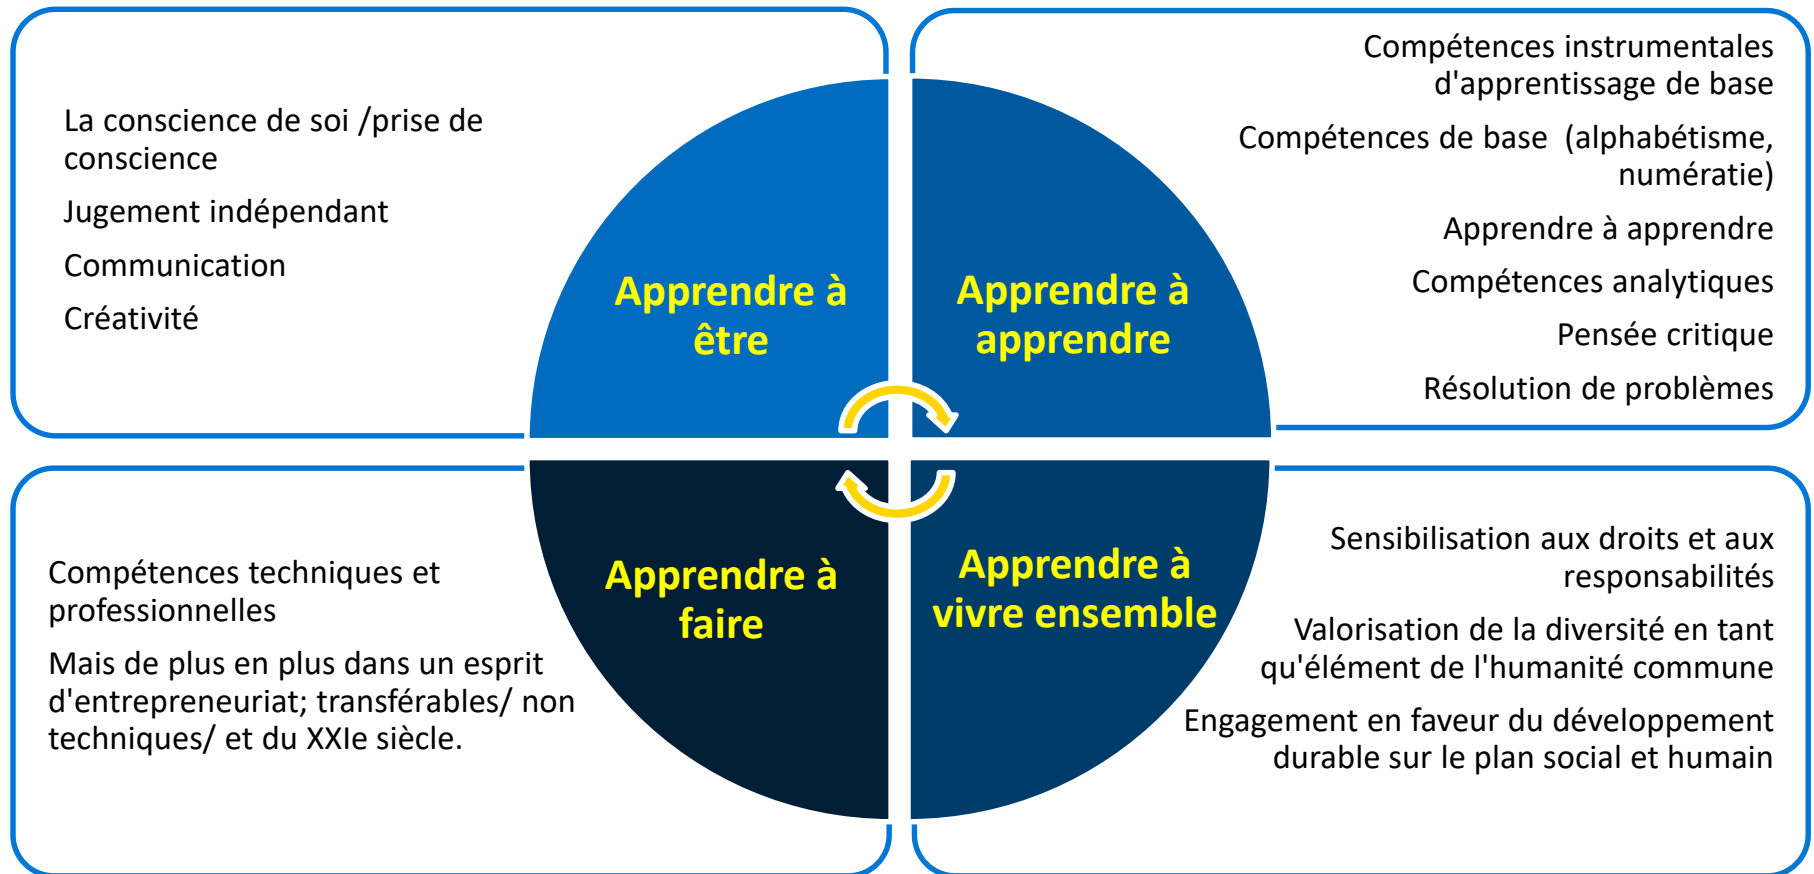 La conscience de soi /prise de
conscience
Jugement indépendant
Communication
Créativité
Apprendre à
être
Apprendre à
apprendre
Compétences instrumentales
d'apprentissage de base
Compétences de base  (alphabétisme,
numératie)
Apprendre à apprendre
Compétences analytiques
Pensée critique
Résolution de problèmes
Compétences techniques et
professionnelles
Mais de plus en plus dans un esprit
d'entrepreneuriat; transférables/ non
techniques/ et du XXIe siècle.
Apprendre à
faire
Apprendre à
vivre ensemble
Sensibilisation aux droits et aux
responsabilités
Valorisation de la diversité en tant
qu'élément de l'humanité commune
Engagement en faveur du développement
durable sur le plan social et humain